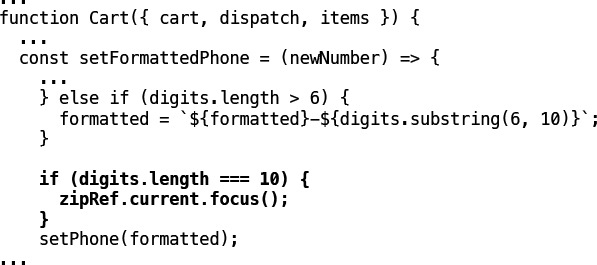 ...
function Cart({ cart, dispatch, items }) {
...
const setFormattedPhone = (newNumber) => {
...
} else if (digits.length > 6) {
formatted = `${formatted}-${digits.substring(6, 10)}`;
}
if (digits.length === 10) {
zipRef.current.focus();
}
setPhone(formatted);
...